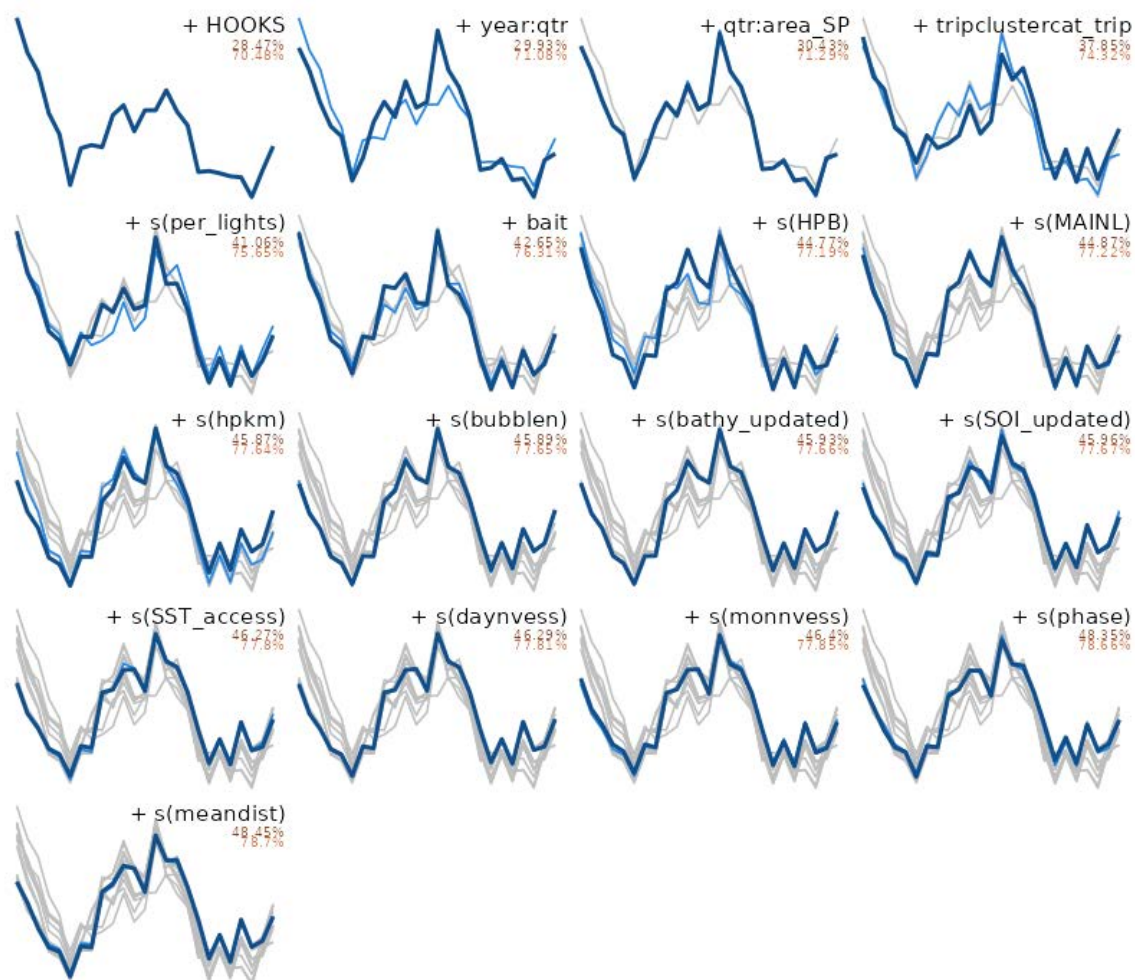 + HOOKS
28.47%
70.48%
+ year:qtr
29.93%
71.08%
+ qtr:area_SP
30.43%
71.29%
+ tripclustercat_trip
37.85%
74.32%
+ s(per_lights)
41.06%
75.65%
+ bait
42.65%
76.31%
+ s(HPB)
44.77%
77.19%
+ s(MAINL)
44.87%
77.22%
+ s(hpkm)
45.87%
77.64%
+ s(bubblen)
45.89%
77.65%
+ s(bathy_updated)
45.93%
77.66%
+ s(SOI_updated)
45.96%
77.67%
+ s(SST_access)
46.27%
77.8%
+ s(daynvess)
46.29%
77.81%
+ s(monnvess)
46.4%
77.85%
+ s(phase)
48.35%
78.66%
+ s(meandist)
48.45%
78.7%